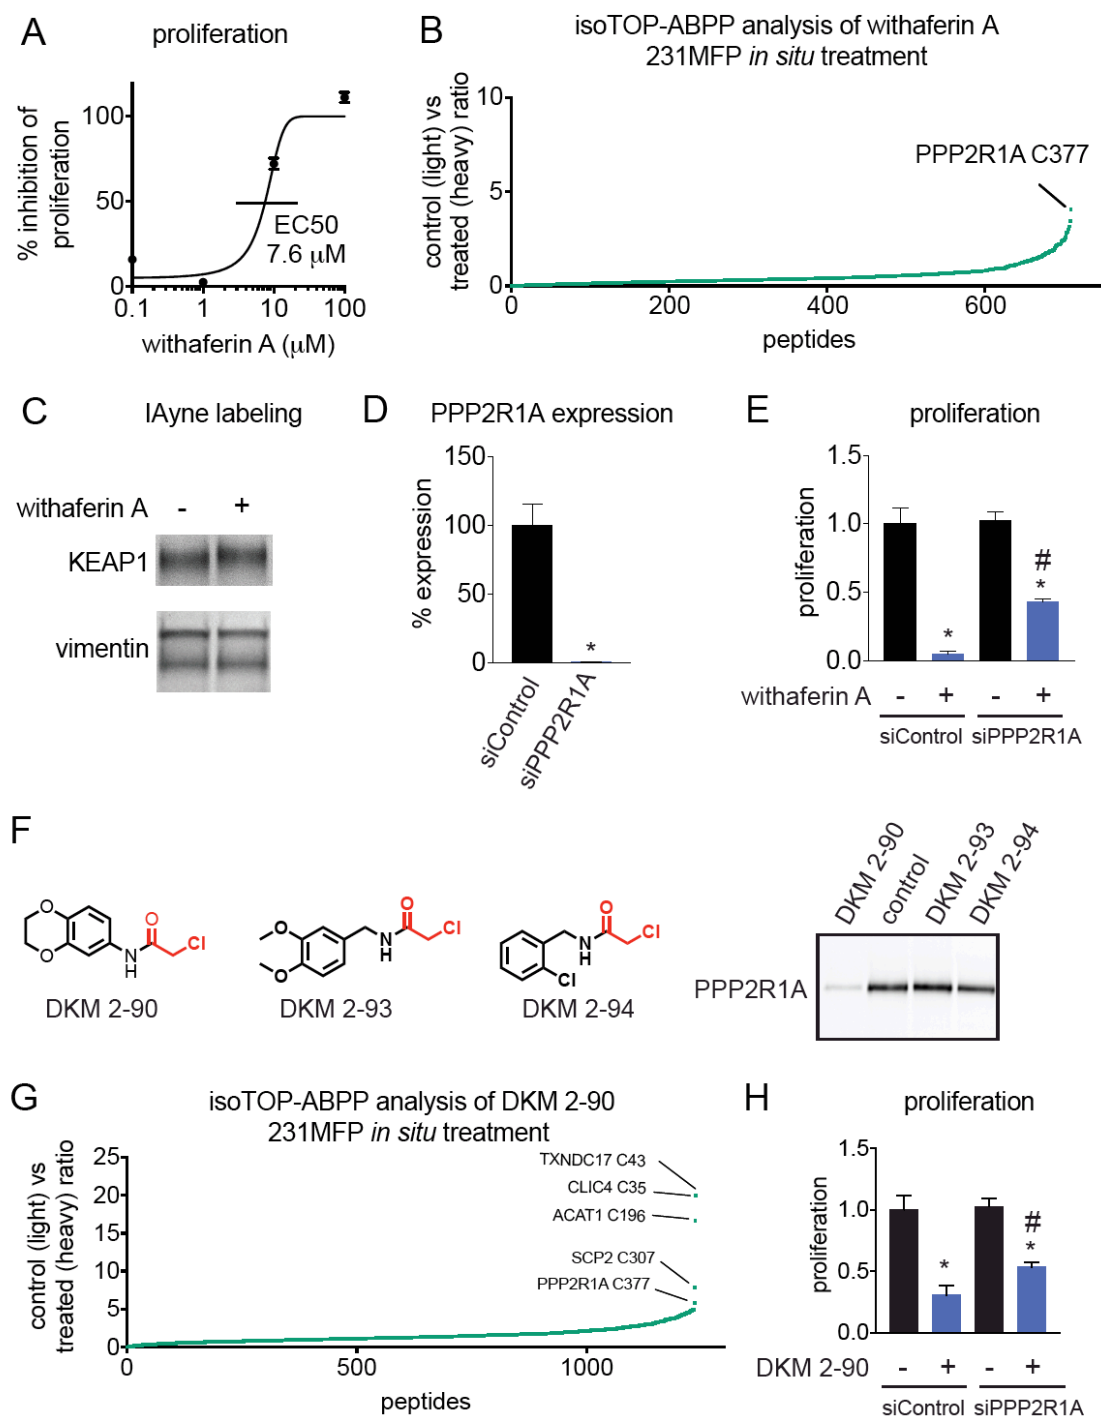 A
proliferation
% inhibition of
proliferation
100
50
0
EC50
7.6 μM
0.1 1 10 100
withaferin A (μM)
B
isoTOP-ABPP analysis of withaferin A
231MFP in situ treatment
control (light) vs
treated (heavy) ratio
10
5
0
PPP2R1A C377
0 200 400 600
peptides
C
IAyne labeling
withaferin A - +
KEAP1
vimentin
D
PPP2R1A expression
% expression
150
100
50
0
*
siControl
siPPP2R1A
E
proliferation
proliferation
1.5
1.0
0.5
0.0
*
#
*
withaferin A - + - +
siControl siPPP2R1A
F
O
O
N
H
O
Cl
DKM 2-90
O
O
N
H
O
Cl
DKM 2-93
Cl
N
H
O
Cl
DKM 2-94
DKM 2-90
control
DKM 2-93
DKM 2-94
PPP2R1A
G
isoTOP-ABPP analysis of DKM 2-90
231MFP in situ treatment
control (light) vs
treated (heavy) ratio
25
20
15
10
5
0
TXNDC17 C43
CLIC4 C35
ACAT1 C196
SCP2 C307
PPP2R1A C377
0 500 1000
peptides
H
proliferation
proliferation
1.5
1.0
0.5
0.0
*
#
*
DKM 2-90 - + - +
siControl siPPP2R1A